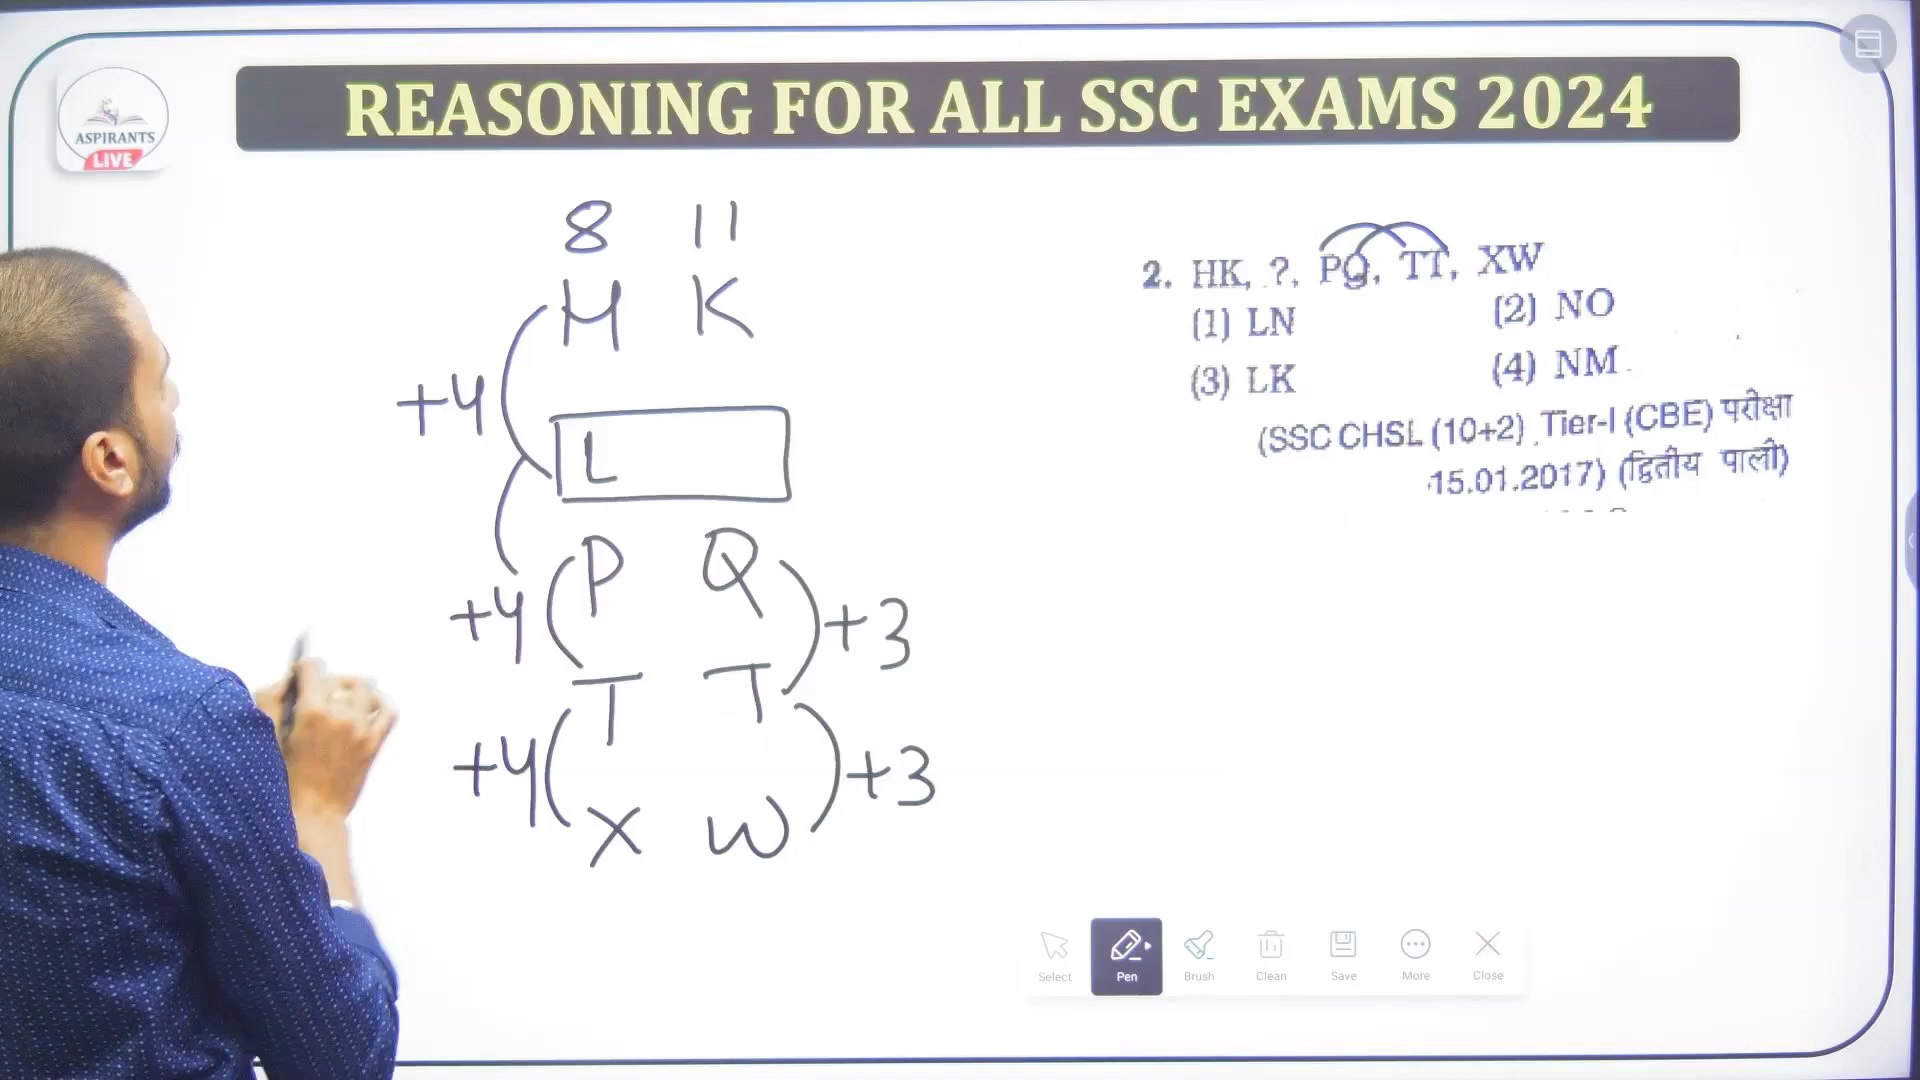 ASPIRANTS
LIVE
REASONING FOR ALL SSC EXAMS 2024
8 11
H K
+4
L
P Q
+4 +3
T T
+4 +3
X W
2. HK, ?, PQ, TT, XW
(1) LN (2) NO
(3) LK (4) NM
(SSC CHSL (10+2) Tier-I (CBE) परीक्षा
15.01.2017) (द्वितीय पाली)
Select Pen Brush Clean Save More Close